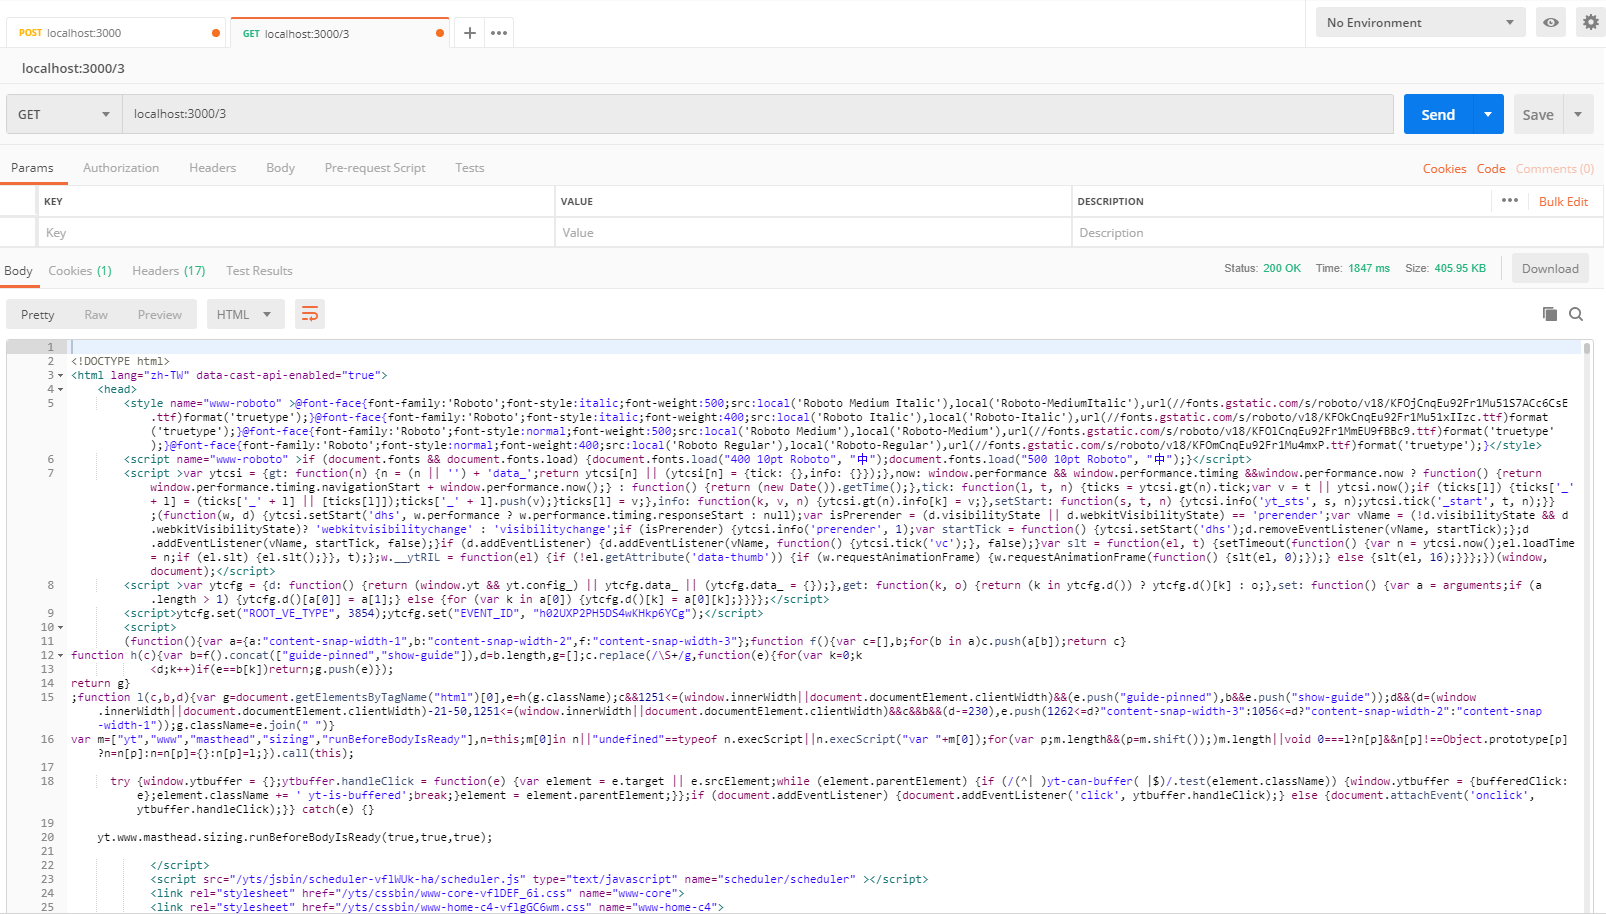 POST localhost:3000
GET localhost:3000/3
No Environment
localhost:3000/3
GET localhost:3000/3 Send Save
Params Authorization Headers Body Pre-request Script Tests Cookies Code Comments (0)
KEY VALUE DESCRIPTION Bulk Edit
Key Value Description
Body Cookies (1) Headers (17) Test Results Status: 200 OK Time: 1847 ms Size: 405.95 KB Download
Pretty Raw Preview HTML
1
2 <!DOCTYPE html>
3 <html lang="zh-TW" data-cast-api-enabled="true">
4 <head>
5 <style name="www-roboto" >@font-face{font-family:'Roboto';font-style:italic;font-weight:500;src:local('Roboto Medium Italic'),local('Roboto-MediumItalic'),url(//fonts.gstatic.com/s/roboto/v18/KFOjCnqEu92Fr1Mu51S7ACc6CsE
.ttf)format('truetype');}@font-face{font-family:'Roboto';font-style:italic;font-weight:400;src:local('Roboto Italic'),local('Roboto-Italic'),url(//fonts.gstatic.com/s/roboto/v18/KFOkCnqEu92Fr1Mu51xIIzc.ttf)format
('truetype');}@font-face{font-family:'Roboto';font-style:normal;font-weight:500;src:local('Roboto Medium'),local('Roboto-Medium'),url(//fonts.gstatic.com/s/roboto/v18/KFOlCnqEu92Fr1MmEU9fBBc9.ttf)format('truetype'
);}@font-face{font-family:'Roboto';font-style:normal;font-weight:400;src:local('Roboto Regular'),local('Roboto-Regular'),url(//fonts.gstatic.com/s/roboto/v18/KFOmCnqEu92Fr1Mu4mxP.ttf)format('truetype');}</style>
6 <script name="www-roboto" >if (document.fonts && document.fonts.load) {document.fonts.load("400 10pt Roboto", "中");document.fonts.load("500 10pt Roboto", "中");}</script>
7 <script >var ytcsi = {gt: function(n) {n = (n || '') + 'data_';return ytcsi[n] || (ytcsi[n] = {tick: {},info: {}});},now: window.performance && window.performance.timing &&window.performance.now ? function() {return
window.performance.timing.navigationStart + window.performance.now();} : function() {return (new Date()).getTime();},tick: function(l, t, n) {ticks = ytcsi.gt(n).tick;var v = t || ytcsi.now();if (ticks[l]) {ticks['_'
+ l] = (ticks['_' + l] || [ticks[l]]);ticks['_' + l].push(v);}ticks[l] = v;},info: function(k, v, n) {ytcsi.gt(n).info[k] = v;},setStart: function(s, t, n) {ytcsi.info('yt_sts', s, n);ytcsi.tick('_start', t, n);}}
;(function(w, d) {ytcsi.setStart('dhs', w.performance ? w.performance.timing.responseStart : null);var isPrerender = (d.visibilityState || d.webkitVisibilityState) == 'prerender';var vName = (!d.visibilityState && d
.webkitVisibilityState)? 'webkitvisibilitychange' : 'visibilitychange';if (isPrerender) {ytcsi.info('prerender', 1);var startTick = function() {ytcsi.setStart('dhs');d.removeEventListener(vName, startTick);};d
.addEventListener(vName, startTick, false);}if (d.addEventListener) {d.addEventListener(vName, function() {ytcsi.tick('vc');}, false);}var slt = function(el, t) {setTimeout(function() {var n = ytcsi.now();el.loadTime
= n;if (el.slt) {el.slt();}}, t);};w.__ytRIL = function(el) {if (!el.getAttribute('data-thumb')) {if (w.requestAnimationFrame) {w.requestAnimationFrame(function() {slt(el, 0);});} else {slt(el, 16);}}};})(window,
document);</script>
8 <script >var ytcfg = {d: function() {return (window.yt && yt.config_) || ytcfg.data_ || (ytcfg.data_ = {});},get: function(k, o) {return (k in ytcfg.d()) ? ytcfg.d()[k] : o;},set: function() {var a = arguments;if (a
.length > 1) {ytcfg.d()[a[0]] = a[1];} else {for (var k in a[0]) {ytcfg.d()[k] = a[0][k];}}}};</script>
9 <script>ytcfg.set("ROOT_VE_TYPE", 3854);ytcfg.set("EVENT_ID", "h02UXP2PH5DS4wKHkp6YCg");</script>
10 <script>
11 (function(){var a={a:"content-snap-width-1",b:"content-snap-width-2",f:"content-snap-width-3"};function f(){var c=[],b;for(b in a)c.push(a[b]);return c}
12 function h(c){var b=f().concat(["guide-pinned","show-guide"]),d=b.length,g=[];c.replace(/\S+/g,function(e){for(var k=0;k
13 <d;k++)if(e==b[k])return;g.push(e)});
14 return g}
15 ;function l(c,b,d){var g=document.getElementsByTagName("html")[0],e=h(g.className);c&&1251<=(window.innerWidth||document.documentElement.clientWidth)&&(e.push("guide-pinned"),b&&e.push("show-guide"));d&&(d=(window
.innerWidth||document.documentElement.clientWidth)-21-50,1251<=(window.innerWidth||document.documentElement.clientWidth)&&c&&b&&(d-=230),e.push(1262<=d?"content-snap-width-3":1056<=d?"content-snap-width-2":"content-snap
-width-1"));g.className=e.join(" ")}
16 var m=["yt","www","masthead","sizing","runBeforeBodyIsReady"],n=this;m[0]in n||"undefined"==typeof n.execScript||n.execScript("var "+m[0]);for(var p;m.length&&(p=m.shift());)m.length||void 0===l?n[p]&&n[p]!==Object.prototype[p]
?n=n[p]:n=n[p]={}:n[p]=l;}).call(this);
17
18 try {window.ytbuffer = {};ytbuffer.handleClick = function(e) {var element = e.target || e.srcElement;while (element.parentElement) {if (/(^| )yt-can-buffer( |$)/.test(element.className)) {window.ytbuffer = {bufferedClick:
e};element.className += ' yt-is-buffered';break;}element = element.parentElement;}};if (document.addEventListener) {document.addEventListener('click', ytbuffer.handleClick);} else {document.attachEvent('onclick',
ytbuffer.handleClick);}} catch(e) {}
19
20 yt.www.masthead.sizing.runBeforeBodyIsReady(true,true,true);
21
22 </script>
23 <script src="/yts/jsbin/scheduler-vflWUk-ha/scheduler.js" type="text/javascript" name="scheduler/scheduler" ></script>
24 <link rel="stylesheet" href="/yts/cssbin/www-core-vflDEF_6i.css" name="www-core">
25 <link rel="stylesheet" href="/yts/cssbin/www-home-c4-vflgGC6wm.css" name="www-home-c4">